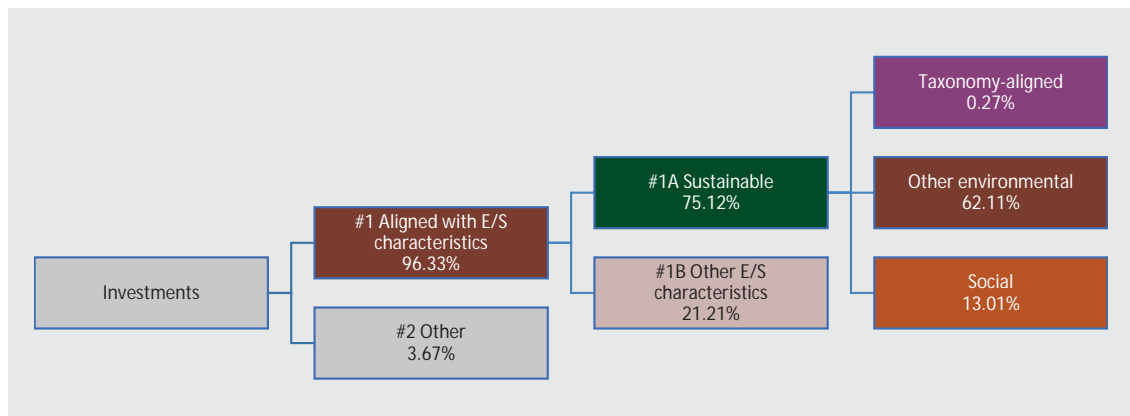 Investments
#1 Aligned with E/S
characteristics
96.33%
#2 Other
3.67%
#1A Sustainable
75.12%
#1B Other E/S
characteristics
21.21%
Taxonomy-aligned
0.27%
Other environmental
62.11%
Social
13.01%